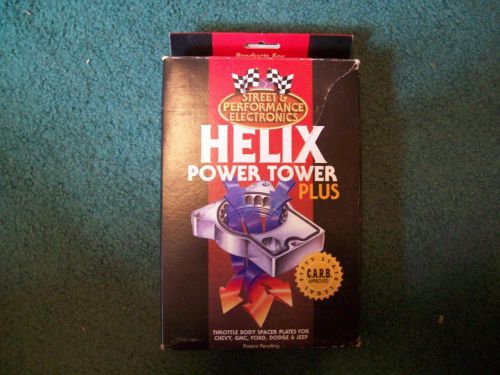 Products For
STREET &
PERFORMANCE
ELECTRONICS
HELIX
POWER TOWER
PLUS
C.A.R.B.
APPROVED
THROTTLE BODY SPACER PLATES FOR
CHEVY, GMC, FORD, DODGE & JEEP
Patent Pending